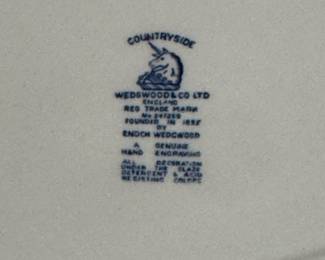 COUNTRYSIDE
WEDGWOOD & CO LTD
ENGLAND
REG TRADE MARK
FOUNDED IN 1835
BY
ENOCH WEDGWOOD
A GENUINE
HAND ENGRAVING
ALL DECORATION
UNDER THE GLAZE
DETERGENT & ACID
RESISTING COLORS